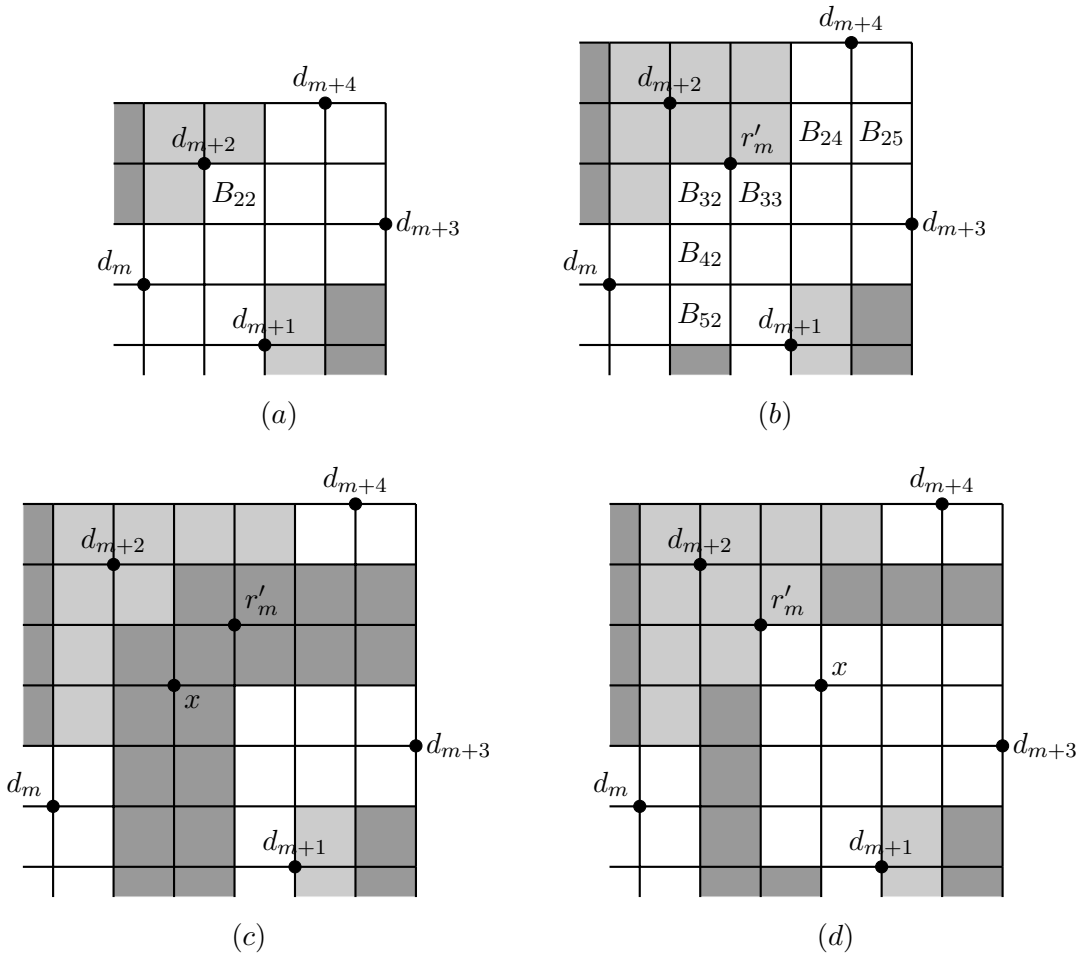 d_{m+4}
d_{m+2}
B_{22}
d_{m+3}
d_m
d_{m+1}
(a)
d_{m+4}
d_{m+2}
r'_m
B_{24} B_{25}
B_{32} B_{33}
d_{m+3}
B_{42}
d_m
B_{52}
d_{m+1}
(b)
d_{m+4}
d_{m+2}
r'_m
x
d_{m+3}
d_m
d_{m+1}
(c)
d_{m+4}
d_{m+2}
r'_m
x
d_{m+3}
d_m
d_{m+1}
(d)